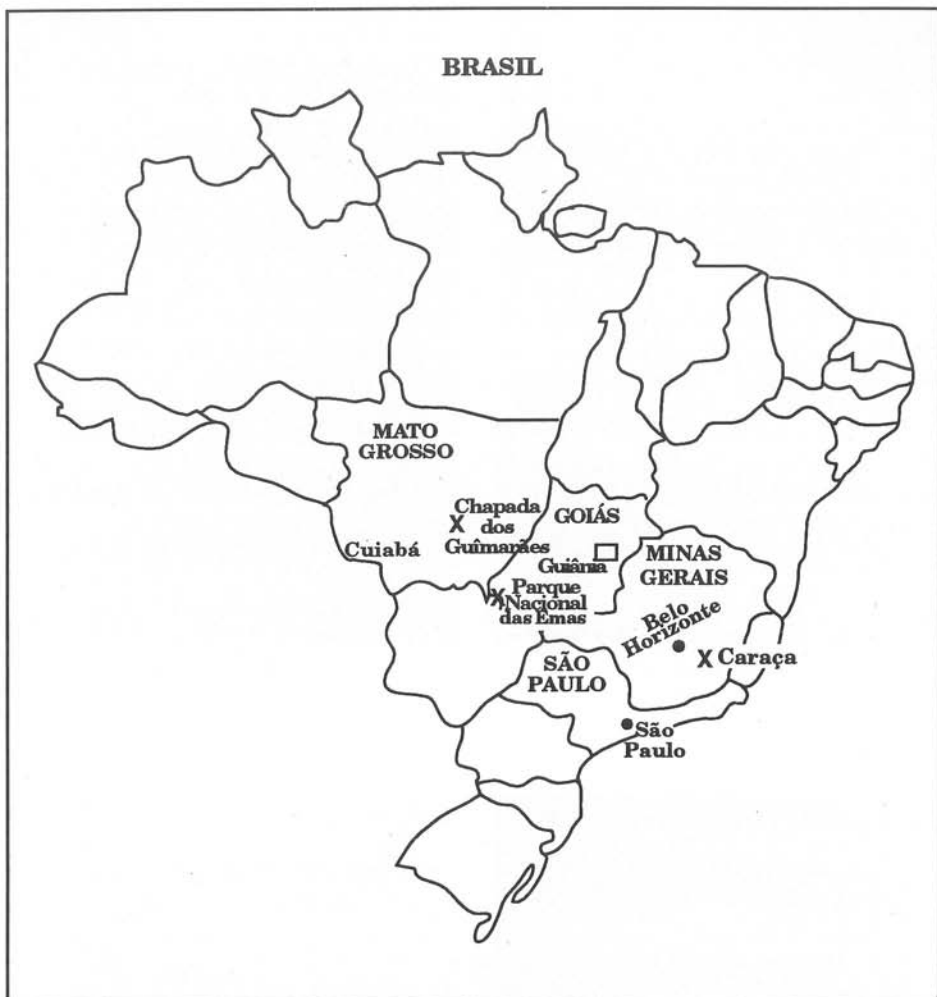 BRASIL
MATO
GROSSO
X Chapada
dos
Guîmarães
Cuiabá
GOIÁS
Guiânia
MINAS
GERAIS
X Parque
Nacional
das Emas
Belo
Horizonte
X Caraça
SÃO
PAULO
São
Paulo